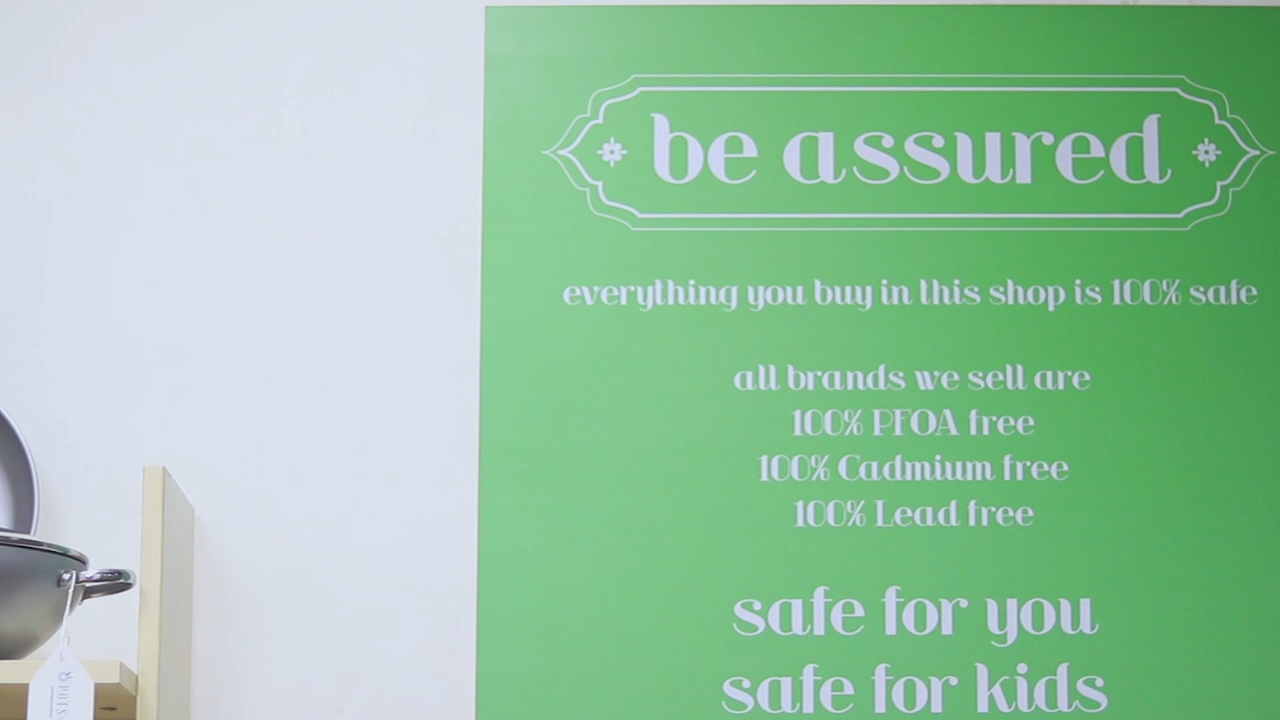 be assured
everything you buy in this shop is 100% safe
all brands we sell are
100% PFOA free
100% Cadmium free
100% Lead free
safe for you
safe for kids
POTS